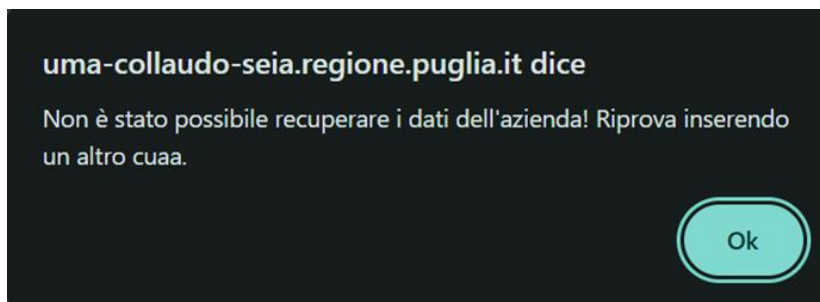 uma-collaudo-seia.regione.puglia.it dice
Non è stato possibile recuperare i dati dell'azienda! Riprova inserendo
un altro cuaa.
Ok